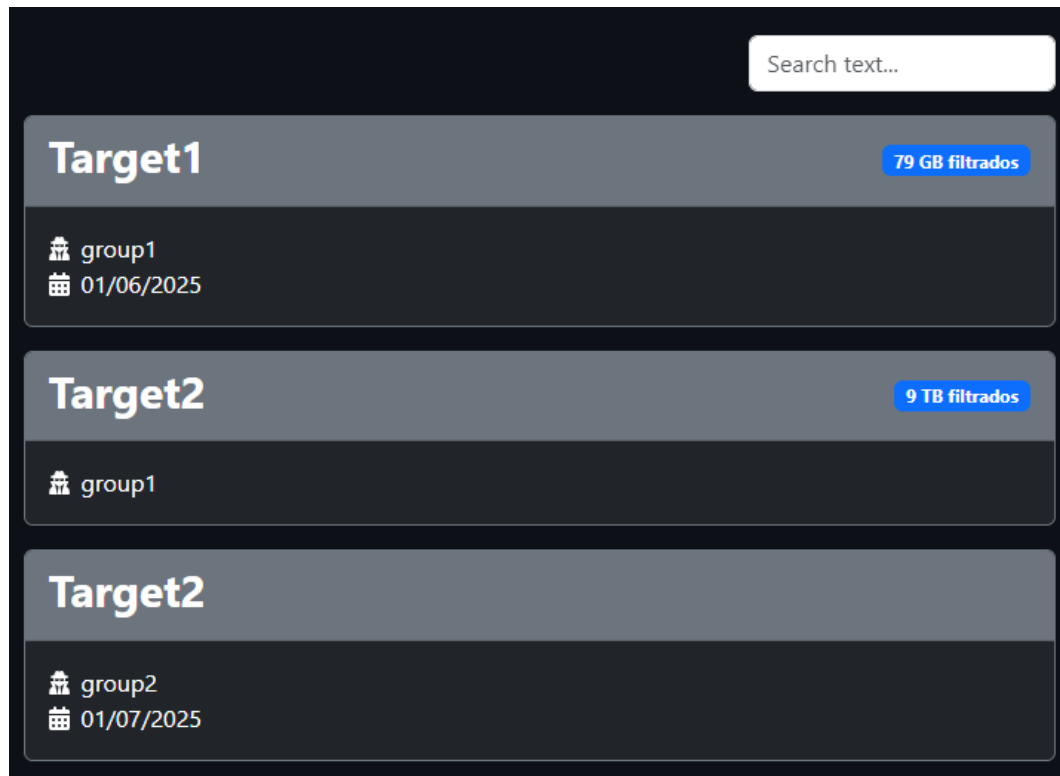 Search text...
Target1
79 GB filtrados
group1
01/06/2025
Target2
9 TB filtrados
group1
Target2
group2
01/07/2025